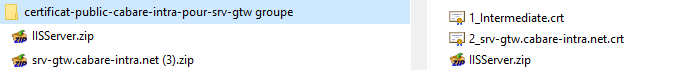 certificat-public-cabare-intra-pour-srv-gtw groupe
IISServer.zip
srv-gtw.cabare-intra.net (3).zip
1_Intermediate.crt
2_srv-gtw.cabare-intra.net.crt
IISServer.zip